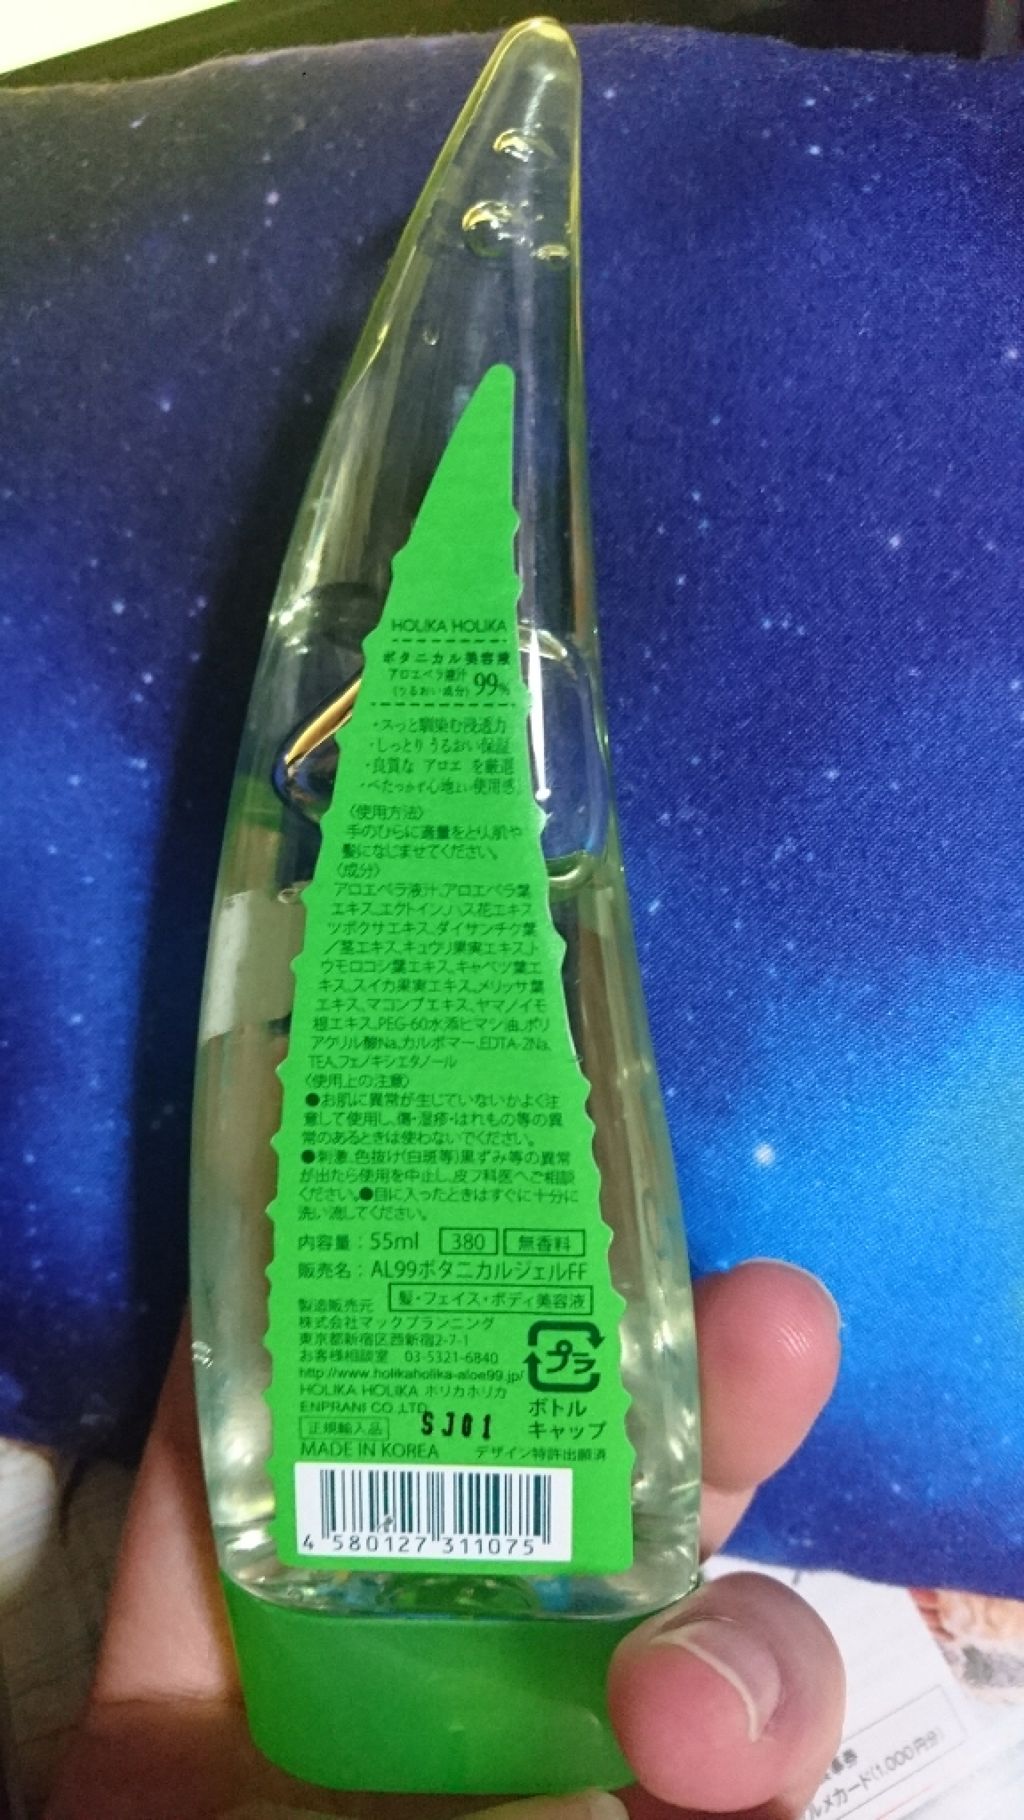 HOLIKA HOLIKA
ボタニカル美容液
アロエベラ液汁
(うるおい成分) 99%
・スっと馴染む浸透力
・しっとり うるおい保証
・良質な アロエ を厳選
・べたつかず心地よい使用感
〈使用方法〉
手のひらに適量をとり、肌や
髪になじませてください。
〈成分〉
アロエベラ液汁、アロエベラ葉
エキス、エクトイン、ハス花エキス、
ツボクサエキス、ダイサンチク葉
/茎エキス、キュウリ果実エキス、ト
ウモロコシ葉エキス、キャベツ葉エ
キス、スイカ果実エキス、メリッサ葉
エキス、マコンブエキス、ヤマノイモ
根エキス、PEG-60水添ヒマシ油、ポリ
アクリル酸Na、カルボマー、EDTA-2Na、
TEA、フェノキシエタノール
〈使用上の注意〉
●お肌に異常が生じていないかよく注
意して使用し、傷・湿疹・はれもの等の異
常のあるときは使わないでください。
●刺激、色抜け(白斑等)黒ずみ等の異常
が出たら使用を中止し、皮フ科医へご相談
ください。●目に入ったときはすぐに十分に
洗い流してください。
内容量：55ml 380 無香料
販売名：AL99ボタニカルジェルFF
髪・フェイス・ボディ美容液
製造販売元
株式会社マックプランニング
東京都新宿区西新宿2-7-1
お客様相談室 03-5321-6840
http://www.holikaholika-aloe99.jp/
HOLIKA HOLIKA ホリカホリカ
ENPRANI CO.,LTD.
正規輸入品 SJ01
MADE IN KOREA デザイン特許出願済
プラ
ボトル
キャップ
4 580127 311075
食事券
ルメカード(1,000円分)